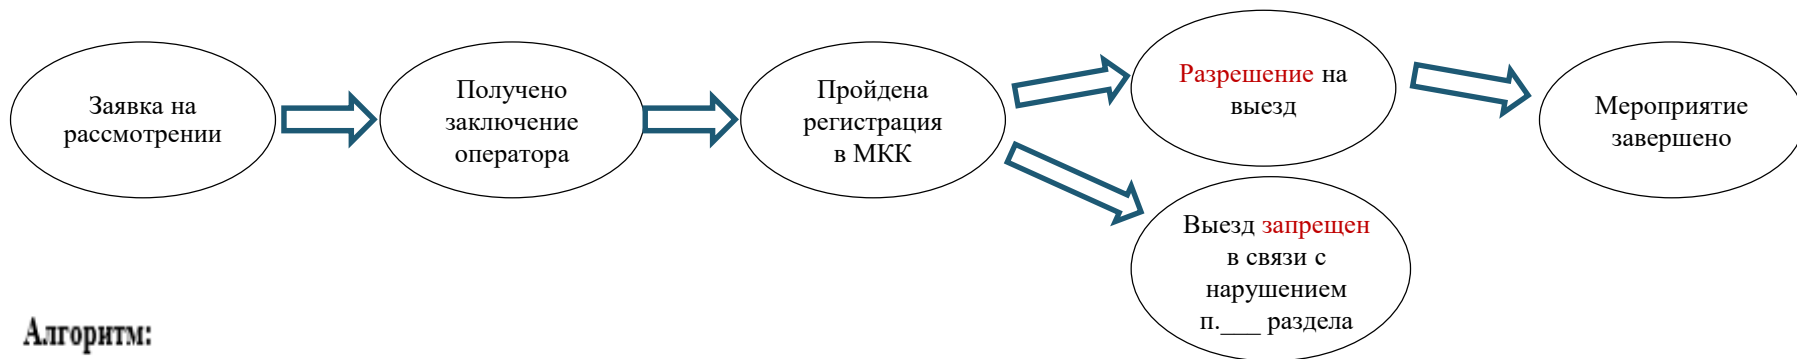 Заявка на
рассмотрении
Получено
заключение
оператора
Пройдена
регистрация
в МКК
Разрешение на
выезд
Мероприятие
завершено
Выезд запрещен
в связи с
нарушением
п.___ раздела
Алгоритм: